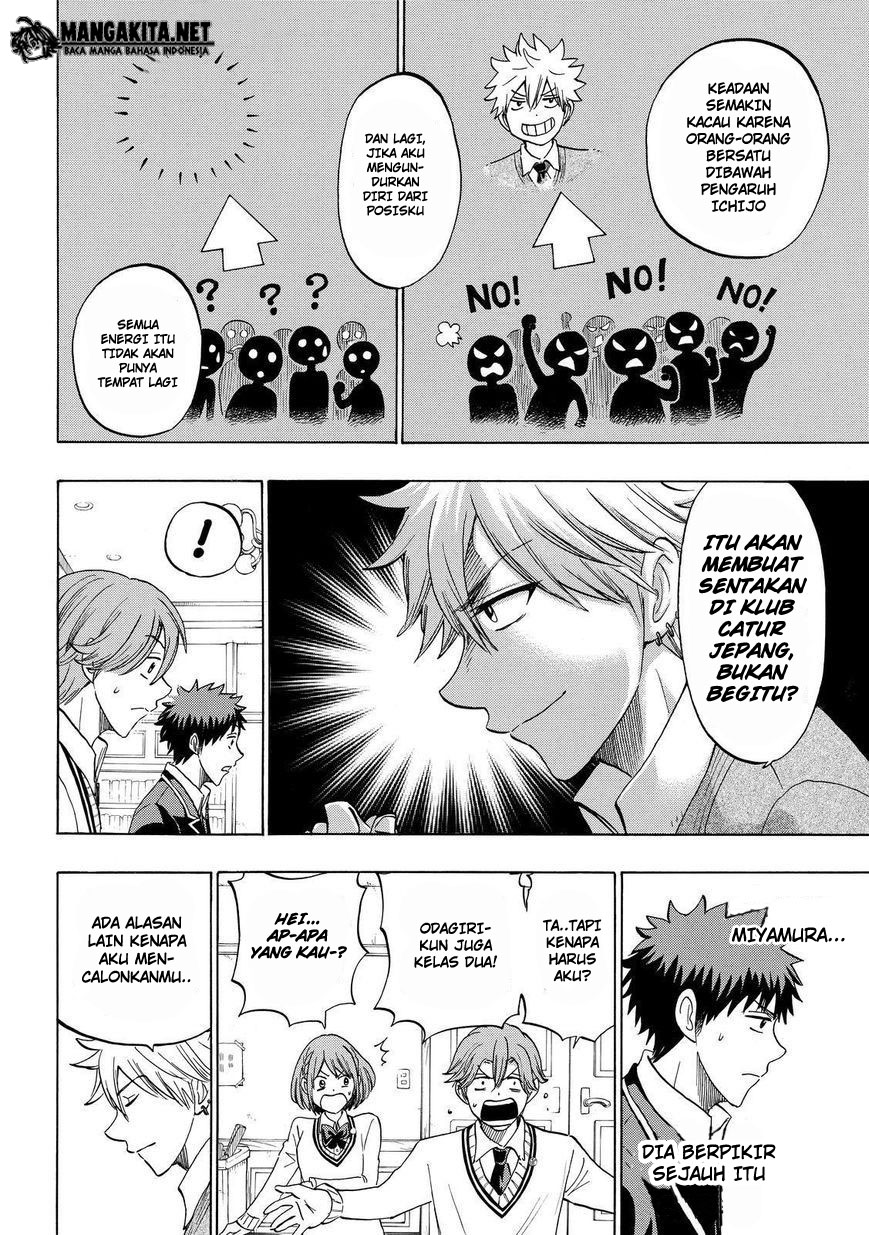 MANGAKITA.NET
BACA MANGA BAHASA INDONESIA
KEADAAN
SEMAKIN
KACAU KARENA
ORANG-ORANG
BERSATU
DIBAWAH
PENGARUH
ICHIJO
NO!
NO!
NO!
DAN LAGI,
JIKA AKU
MENGUN-
DURKAN
DIRI DARI
POSISKU
?
?
?
SEMUA
ENERGI ITU
TIDAK AKAN
PUNYA
TEMPAT LAGI
ITU AKAN
MEMBUAT
SENTAKAN
DI KLUB
CATUR
JEPANG,
BUKAN
BEGITU?
!
MIYAMURA...
DIA BERPIKIR
SEJAUH ITU
TA..TAPI
KENAPA
HARUS
AKU?
ODAGIRI-
KUN JUGA
KELAS DUA!
HEI...
AP-APA
YANG KAU-?
ADA ALASAN
LAIN KENAPA
AKU MEN-
CALONKANMU..